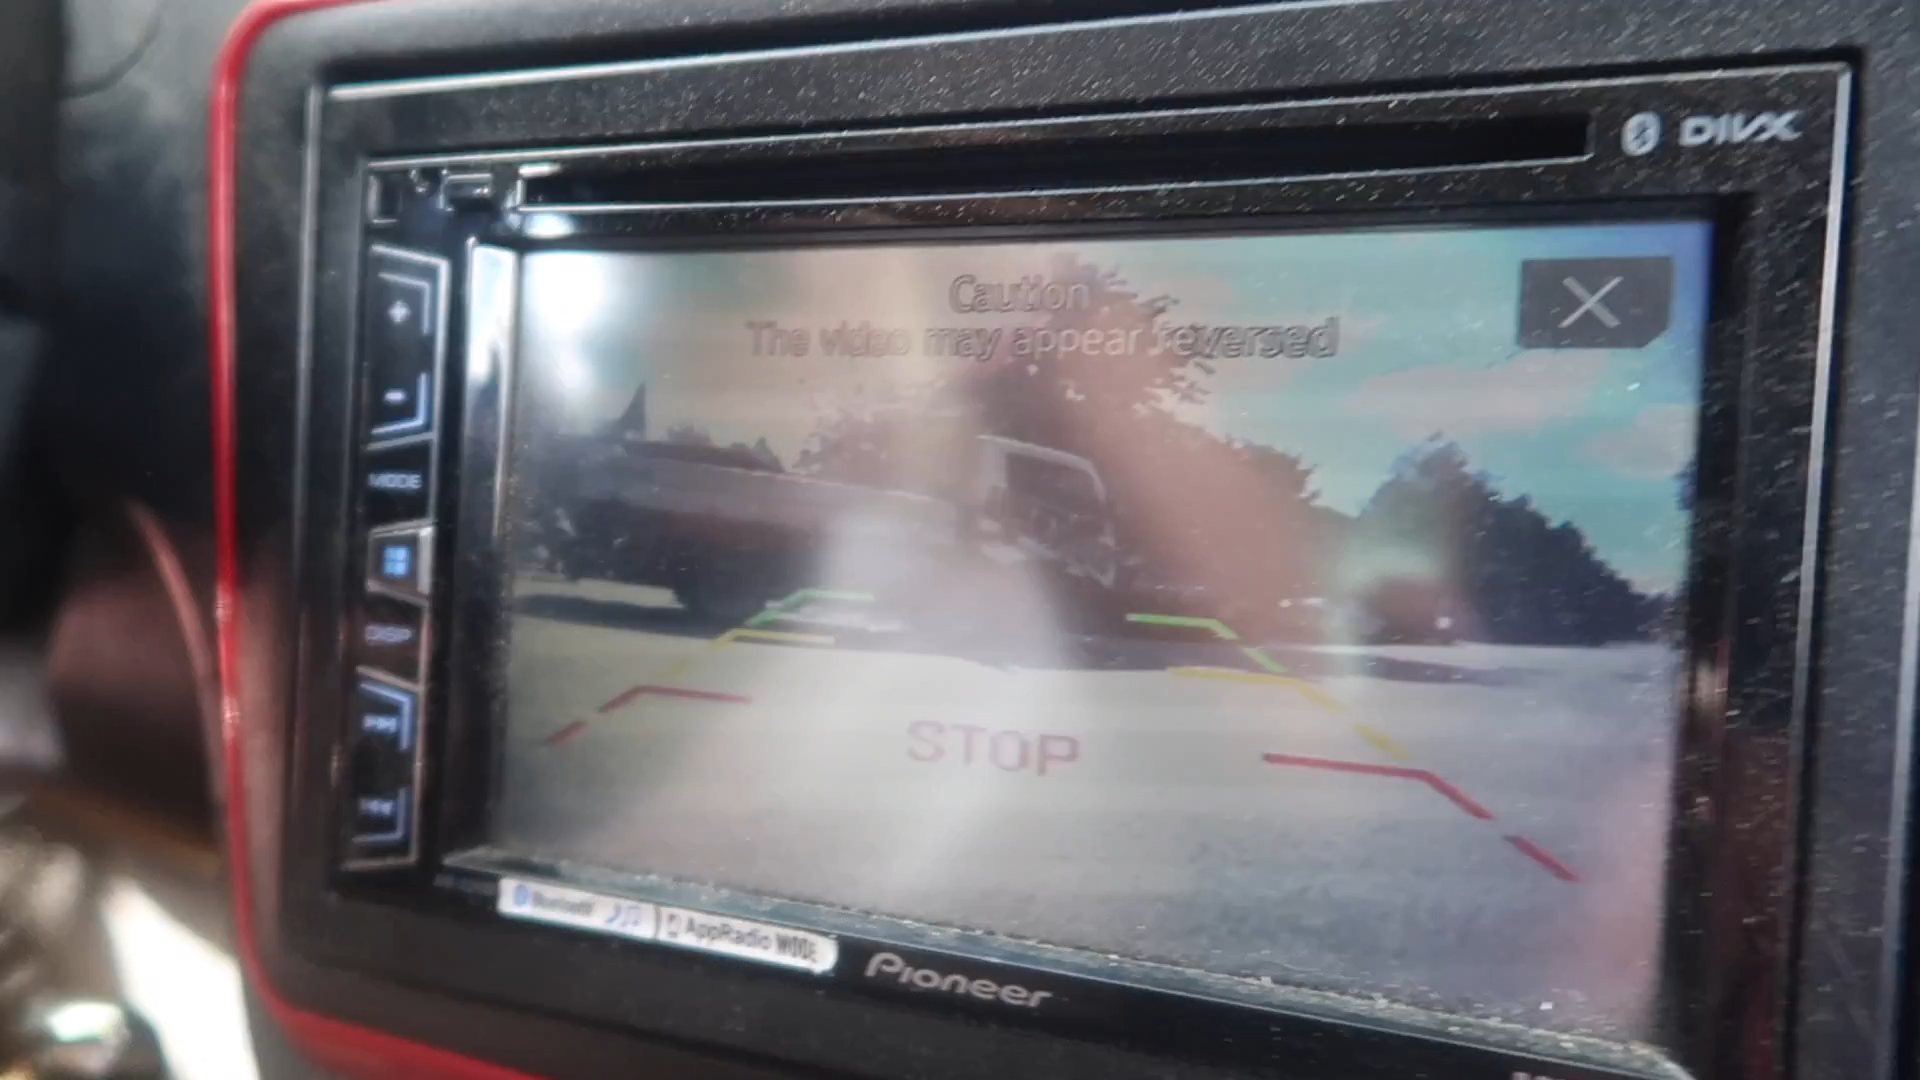 DIVX
Caution
The video may appear reversed
MODE
DISP
STOP
Bluetooth
AppRadio MODE
Pioneer